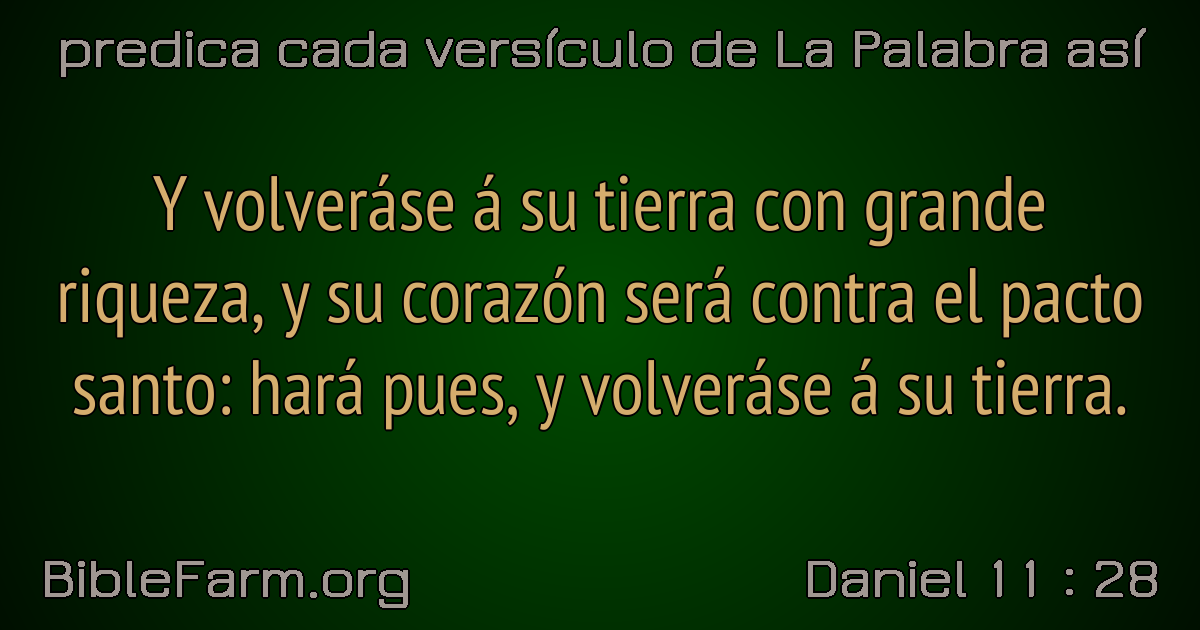 predica cada versículo de La Palabra así
Y volveráse á su tierra con grande
riqueza, y su corazón será contra el pacto
santo: hará pues, y volveráse á su tierra.
BibleFarm.org
Daniel 11 : 28